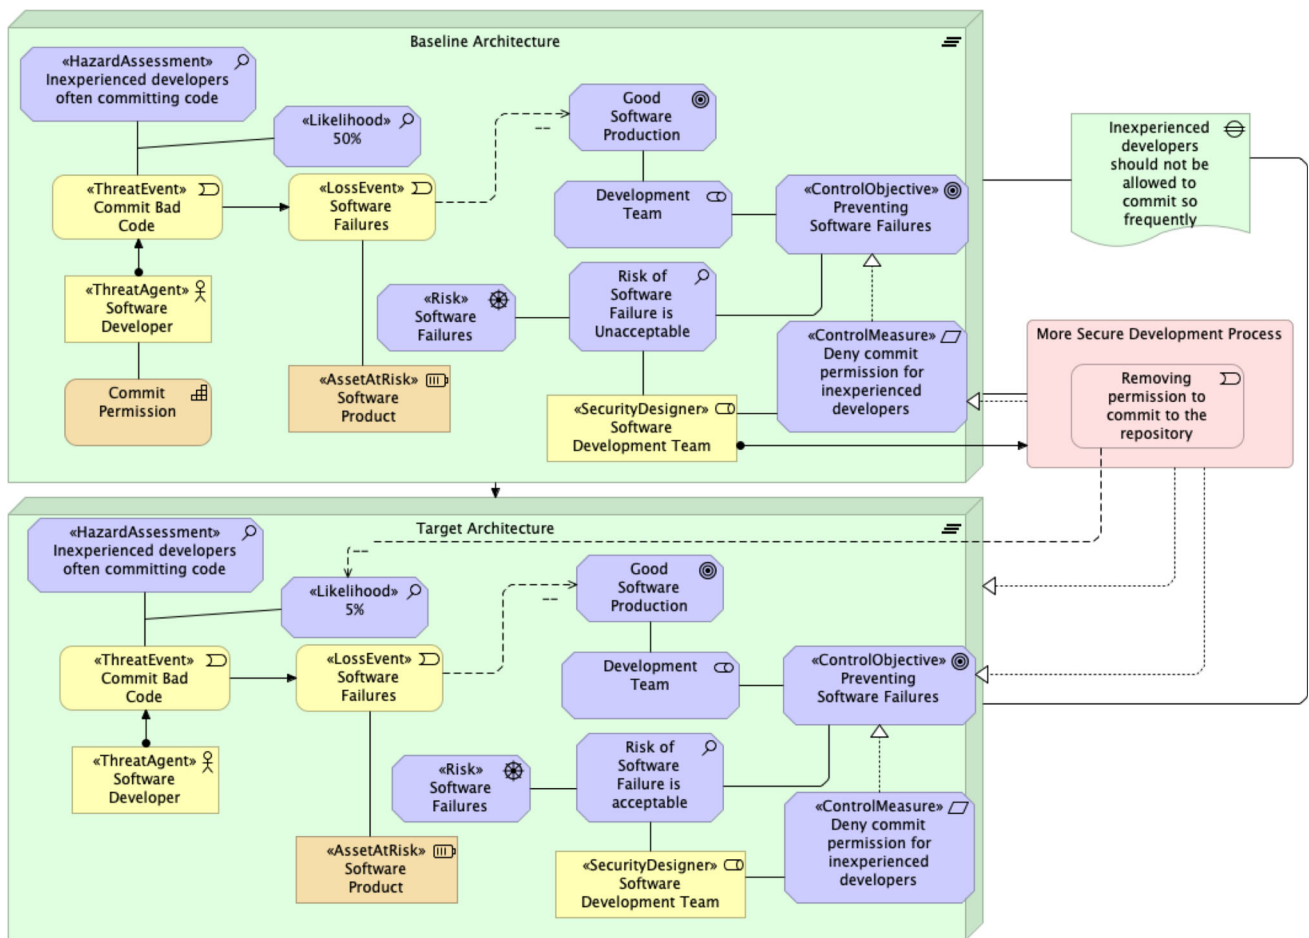 Baseline Architecture
«HazardAssessment»
Inexperienced developers
often committing code
«Likelihood»
50%
Good
Software
Production
--
«ThreatEvent»
Commit Bad
Code
«LossEvent»
Software
Failures
Development
Team
«ControlObjective»
Preventing
Software Failures
Inexperienced
developers
should not be
allowed to
commit so
frequently
«ThreatAgent»
Software
Developer
«Risk»
Software
Failures
Risk of
Software
Failure is
Unacceptable
«ControlMeasure»
Deny commit
permission for
inexperienced
developers
More Secure Development Process
Removing
permission to
commit to the
repository
Commit
Permission
«AssetAtRisk»
Software
Product
«SecurityDesigner»
Software
Development Team
Target Architecture
«HazardAssessment»
Inexperienced developers
often committing code
--
«Likelihood»
5%
Good
Software
Production
--
«ThreatEvent»
Commit Bad
Code
«LossEvent»
Software
Failures
Development
Team
«ControlObjective»
Preventing
Software Failures
«ThreatAgent»
Software
Developer
«Risk»
Software
Failures
Risk of
Software
Failure is
acceptable
«ControlMeasure»
Deny commit
permission for
inexperienced
developers
«AssetAtRisk»
Software
Product
«SecurityDesigner»
Software
Development Team